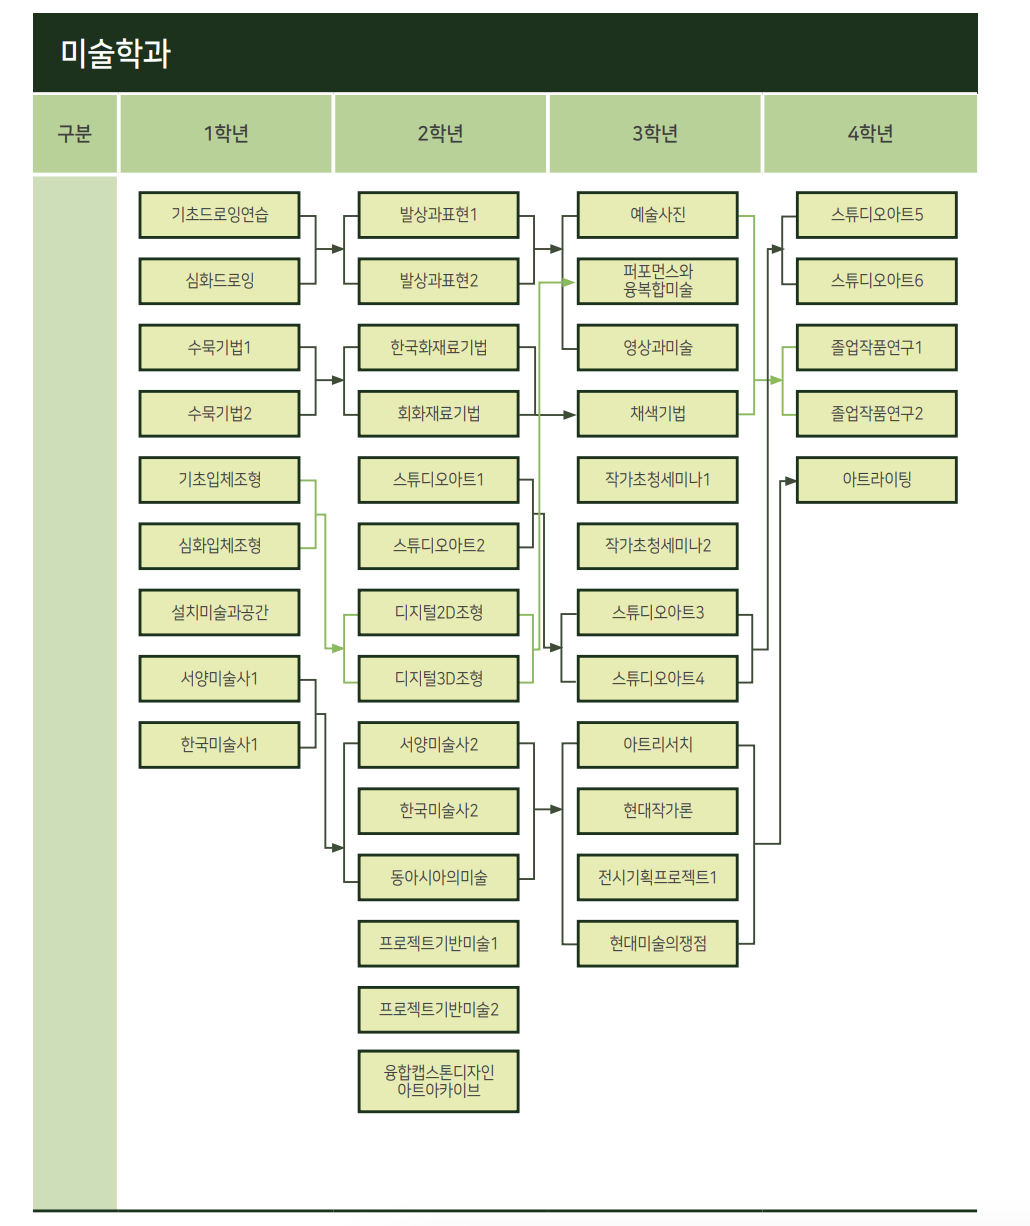 미술학과
구분
1학년
2학년
3학년
4학년
기초드로잉연습
발상과표현1
예술사진
스튜디오아트5
심화드로잉
발상과표현2
퍼포먼스와
융복합미술
스튜디오아트6
수묵기법1
한국화재료기법
영상과미술
졸업작품연구1
수묵기법2
회화재료기법
채색기법
졸업작품연구2
기초입체조형
스튜디오아트1
작가초청세미나1
아트라이팅
심화입체조형
스튜디오아트2
작가초청세미나2
설치미술과공간
디지털2D조형
스튜디오아트3
서양미술사1
디지털3D조형
스튜디오아트4
한국미술사1
서양미술사2
아트리서치
한국미술사2
현대작가론
동아시아의미술
전시기획프로젝트1
프로젝트기반미술1
현대미술의쟁점
프로젝트기반미술2
융합캡스톤디자인
아트아카이브